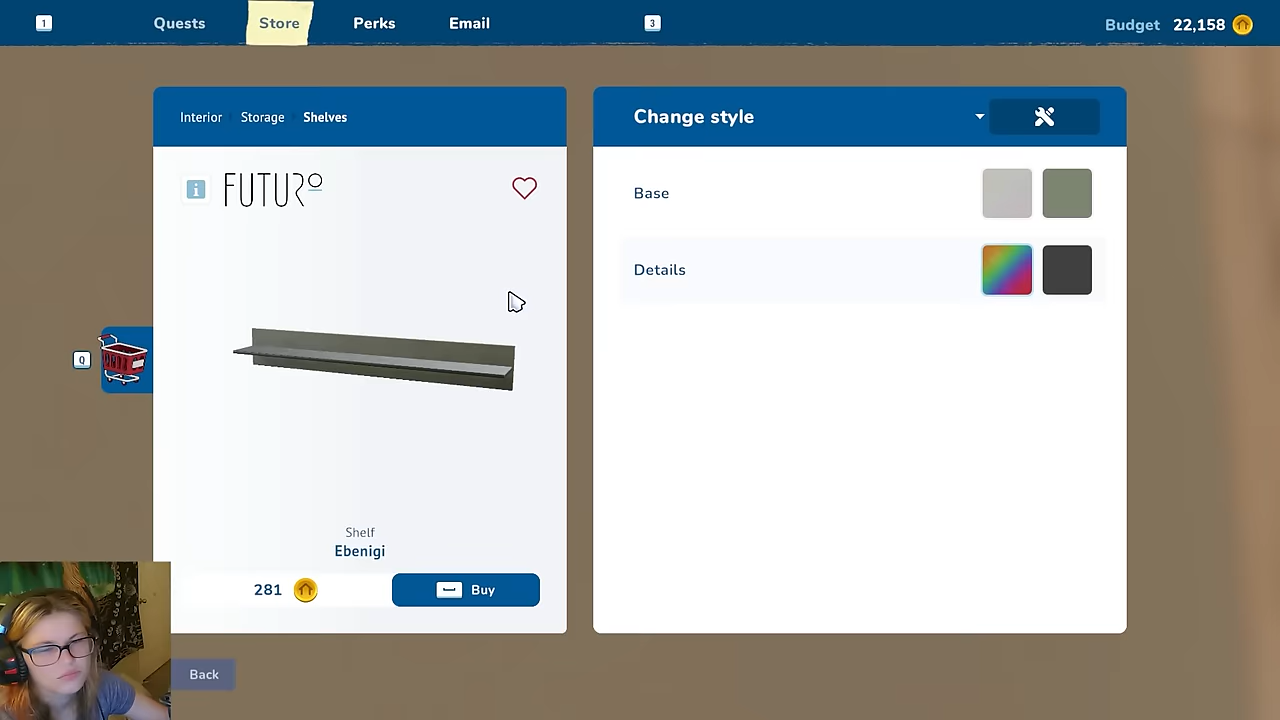 1
Quests
Store
Perks
Email
3
Budget 22,158
Interior Storage Shelves
FUTURO
Change style
Base
Details
Q
Shelf
Ebenigi
281
Buy
Back